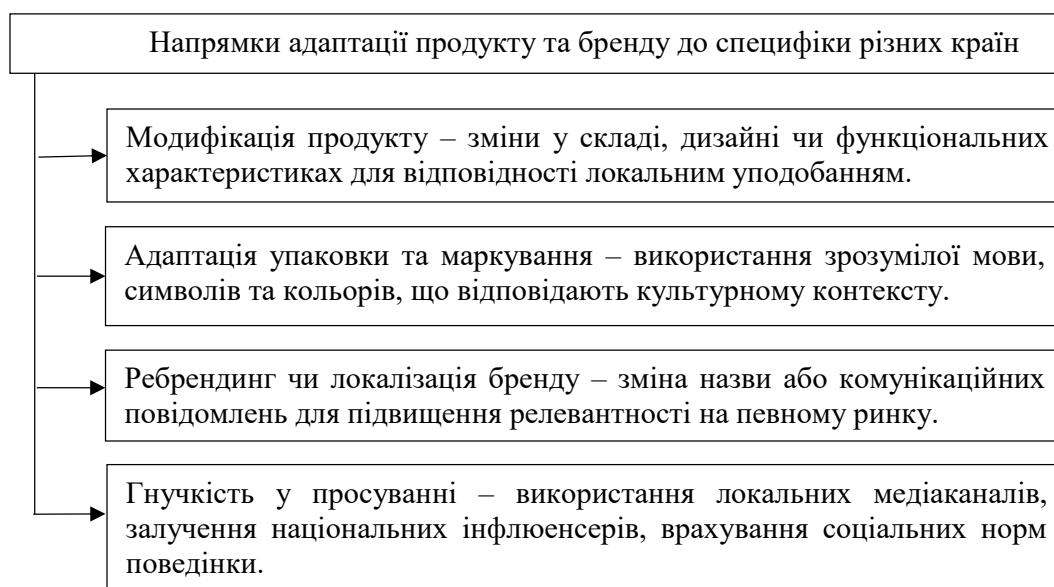 Напрямки адаптації продукту та бренду до специфіки різних країн
Модифікація продукту – зміни у складі, дизайні чи функціональних
характеристиках для відповідності локальним уподобанням.
Адаптація упаковки та маркування – використання зрозумілої мови,
символів та кольорів, що відповідають культурному контексту.
Ребрендинг чи локалізація бренду – зміна назви або комунікаційних
повідомлень для підвищення релевантності на певному ринку.
Гнучкість у просуванні – використання локальних медіаканалів,
залучення національних інфлюенсерів, врахування соціальних норм
поведінки.